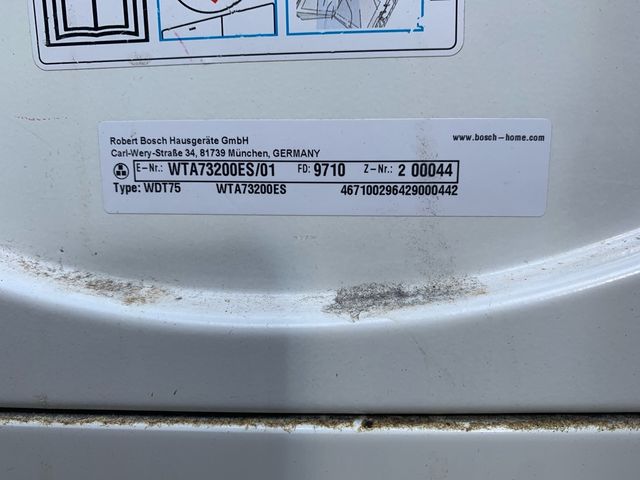 Robert Bosch Hausgeräte GmbH
www.bosch-home.com
Carl-Wery-Straße 34, 81739 München, GERMANY
E-Nr.: WTA73200ES/01 FD: 9710 Z-Nr.: 2 00044
Type: WDT75 WTA73200ES 467100296429000442